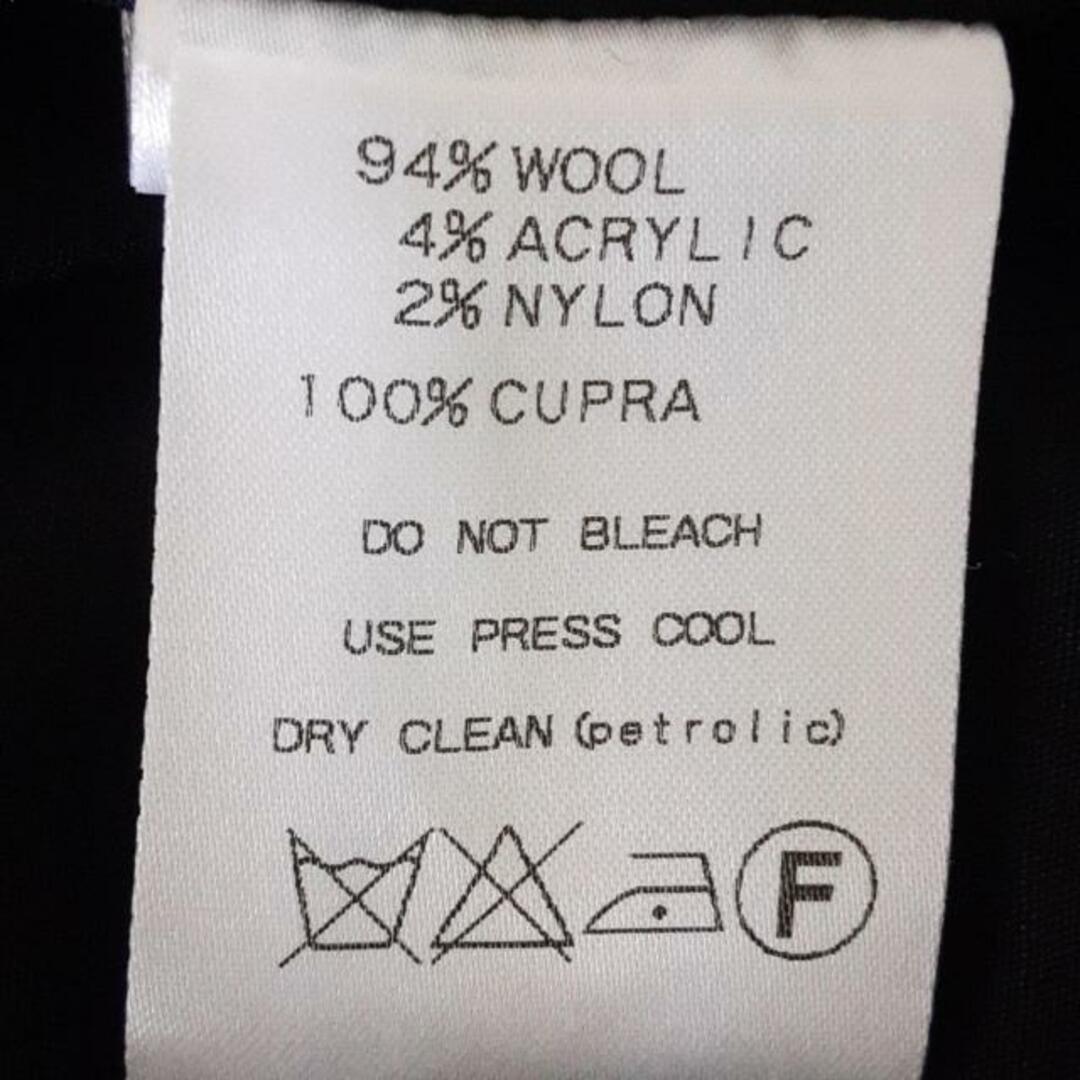 94% WOOL
4% ACRYLIC
2% NYLON
100% CUPRA
DO NOT BLEACH
USE PRESS COOL
DRY CLEAN (petrolic)
F